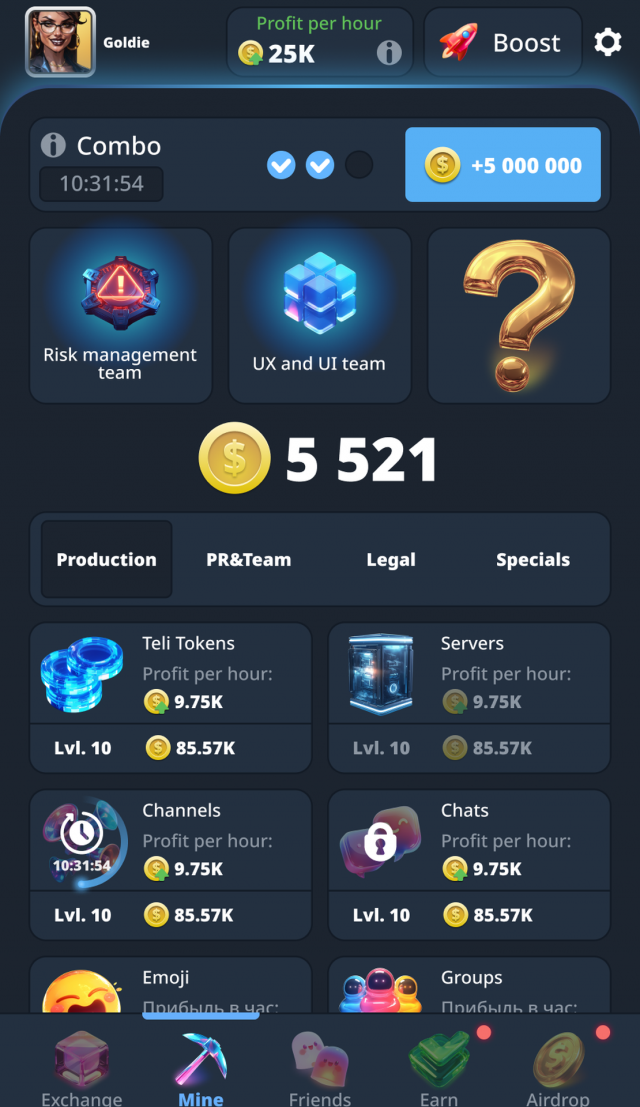 Goldie
Profit per hour
25K
Boost
Combo
10:31:54
+5 000 000
Risk management
team
UX and UI team
5 521
Production
PR&Team
Legal
Specials
Teli Tokens
Profit per hour:
9.75K
Lvl. 10
85.57K
Servers
Profit per hour:
9.75K
Lvl. 10
85.57K
Channels
10:31:54
Profit per hour:
9.75K
Lvl. 10
85.57K
Chats
Profit per hour:
9.75K
Lvl. 10
85.57K
Emoji
Прибыль в час:
Groups
Прибыль в час:
Exchange
Mine
Friends
Earn
Airdrop